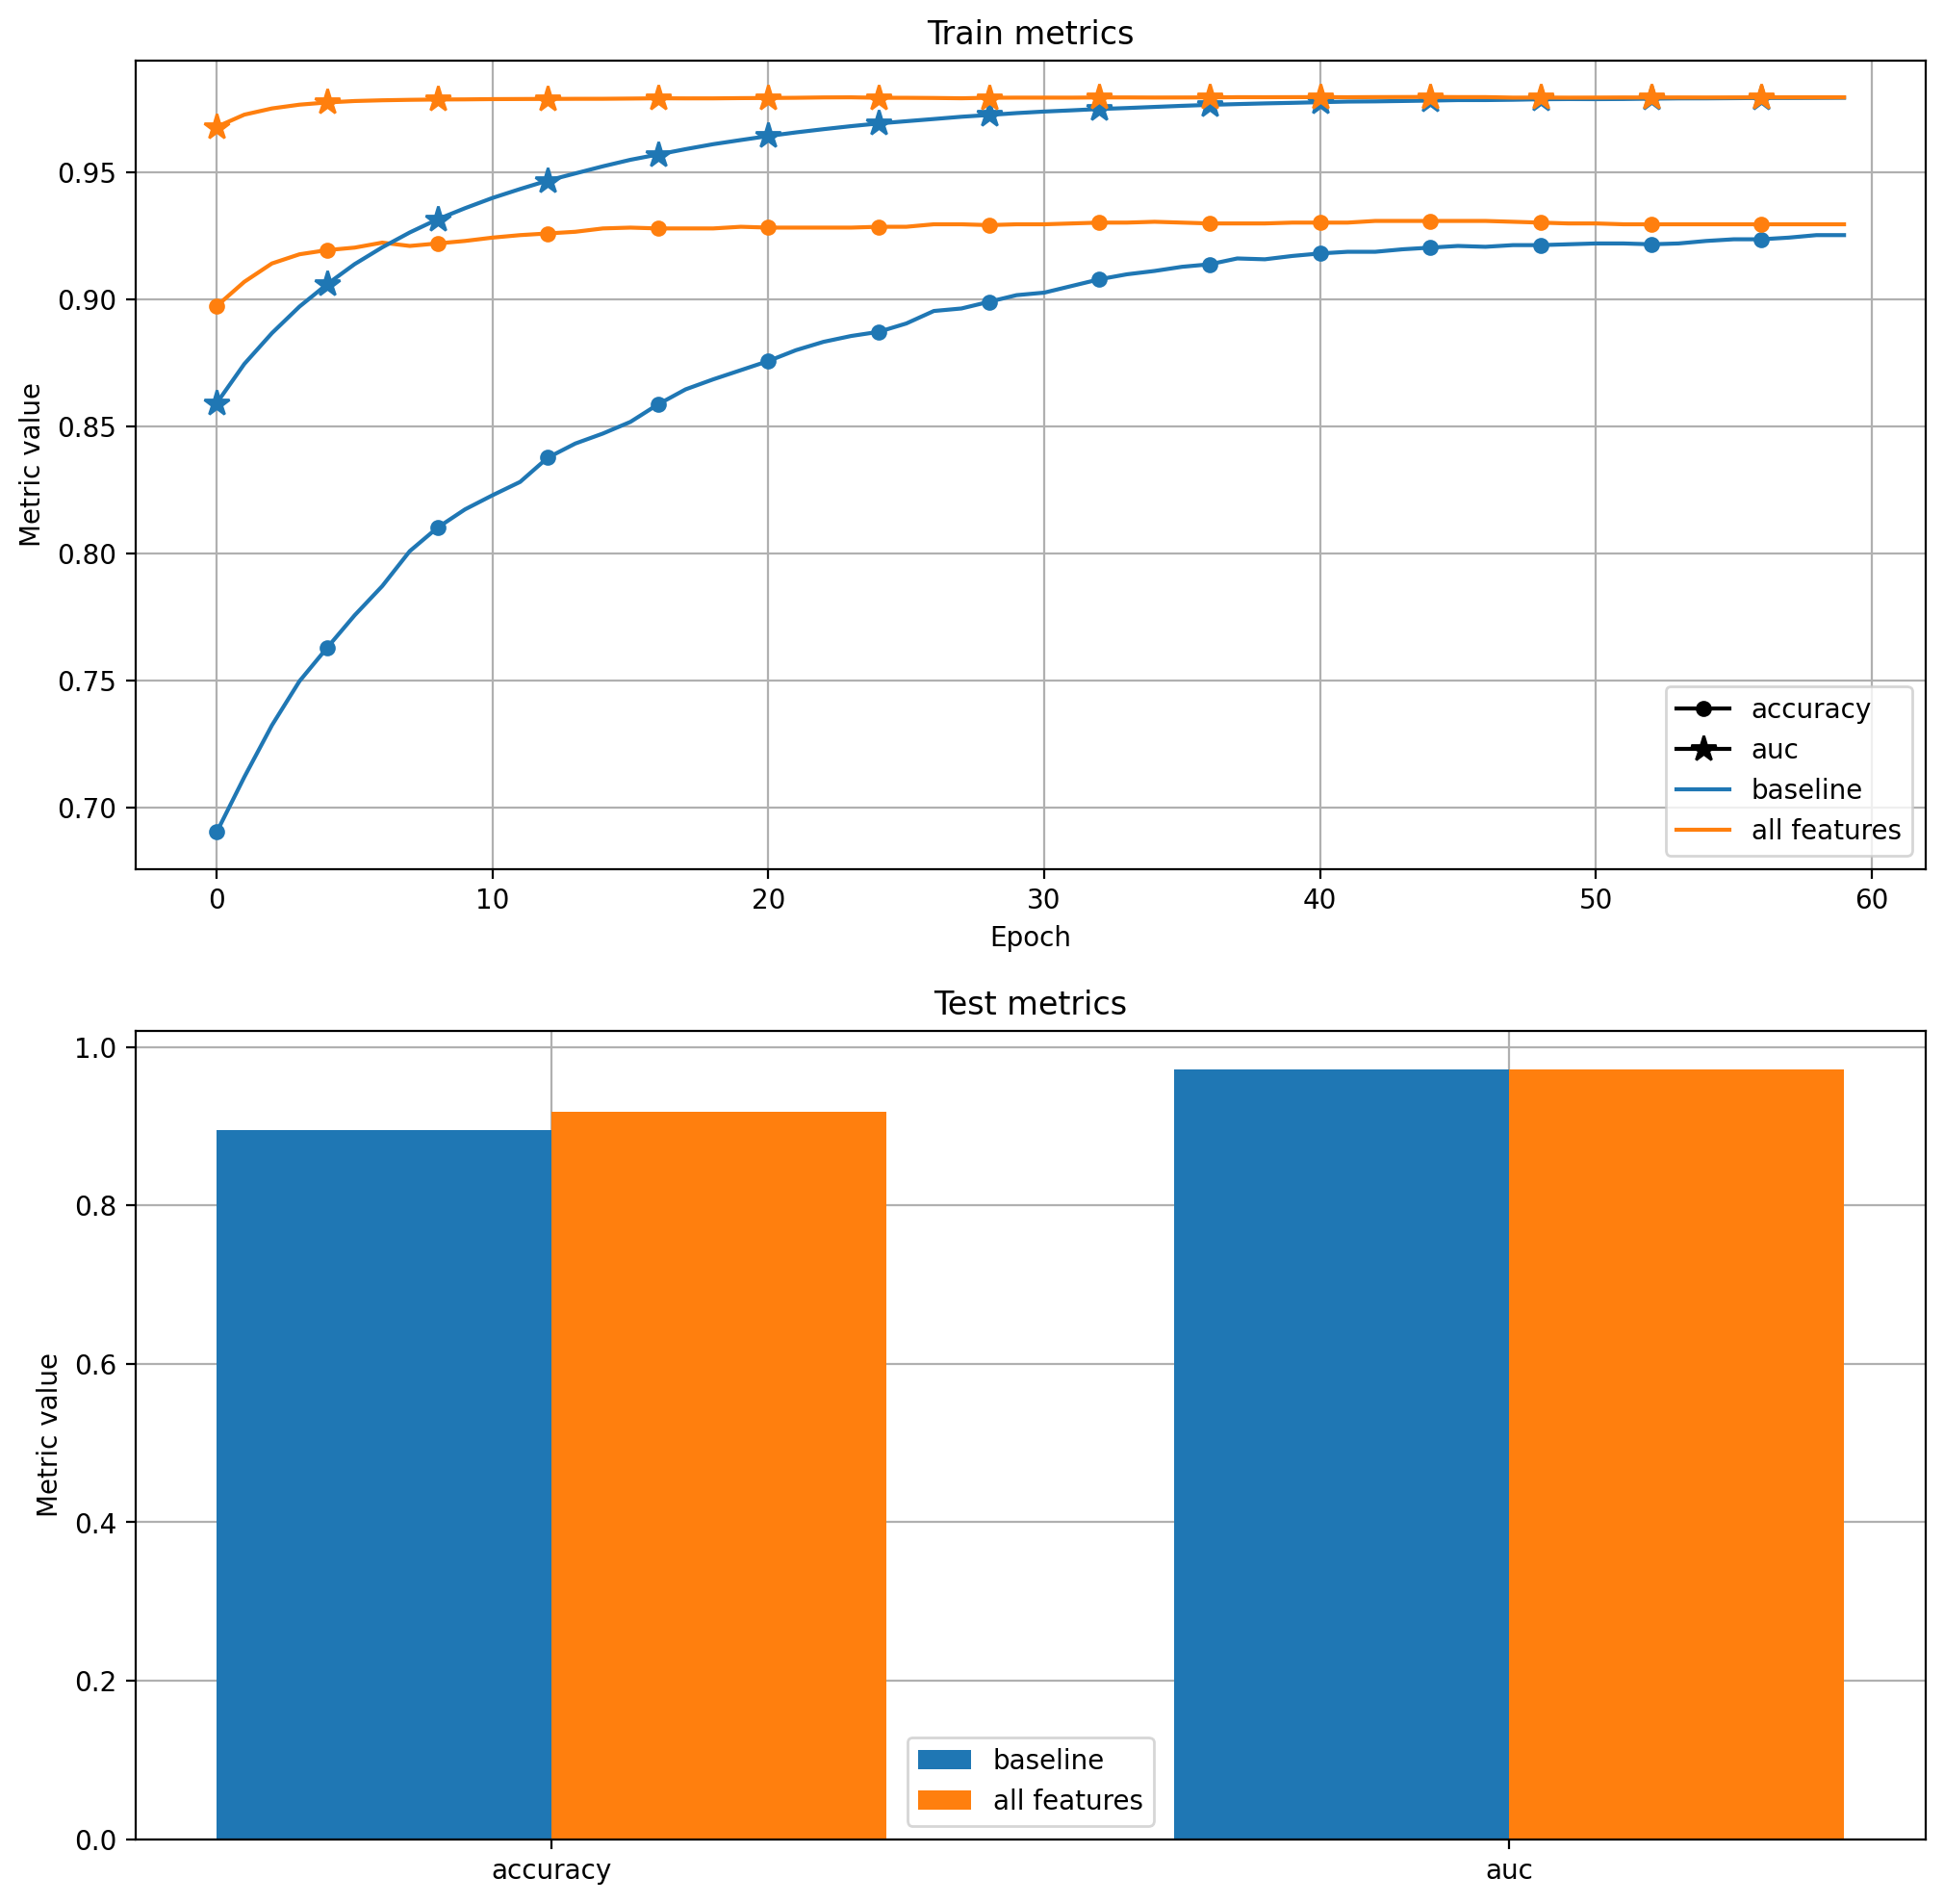 Train metrics
Metric value
0.95
0.90
0.85
0.80
0.75
0.70
accuracy
auc
baseline
all features
0
10
20
30
40
50
60
Epoch
Test metrics
Metric value
1.0
0.8
0.6
0.4
0.2
0.0
baseline
all features
accuracy
auc